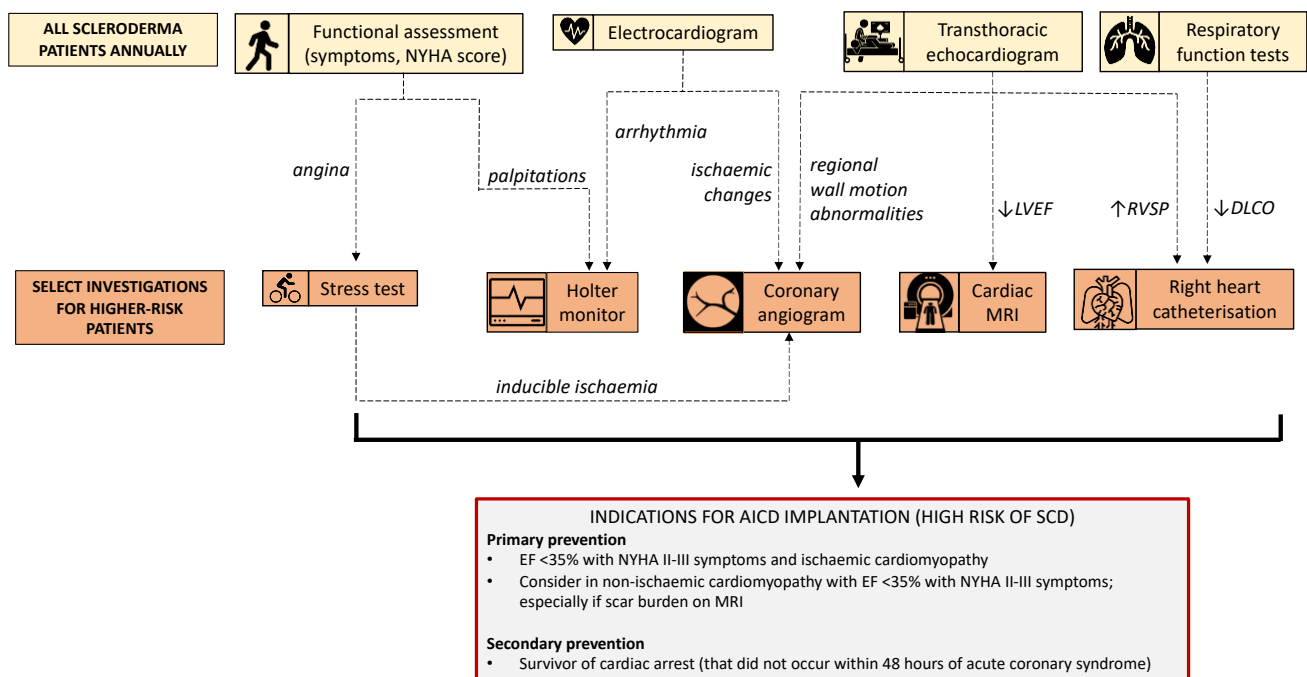 ALL SCLERODERMA
PATIENTS ANNUALLY
Functional assessment
(symptoms, NYHA score)
Electrocardiogram
Transthoracic
echocardiogram
Respiratory
function tests
angina
palpitations
arrhythmia
ischaemic
changes
regional
wall motion
abnormalities
↓LVEF
↑RVSP
↓DLCO
SELECT INVESTIGATIONS
FOR HIGHER-RISK
PATIENTS
Stress test
Holter
monitor
Coronary
angiogram
Cardiac
MRI
Right heart
catheterisation
inducible ischaemia
INDICATIONS FOR AICD IMPLANTATION (HIGH RISK OF SCD)
Primary prevention
• EF <35% with NYHA II-III symptoms and ischaemic cardiomyopathy
• Consider in non-ischaemic cardiomyopathy with EF <35% with NYHA II-III symptoms;
especially if scar burden on MRI
Secondary prevention
• Survivor of cardiac arrest (that did not occur within 48 hours of acute coronary syndrome)